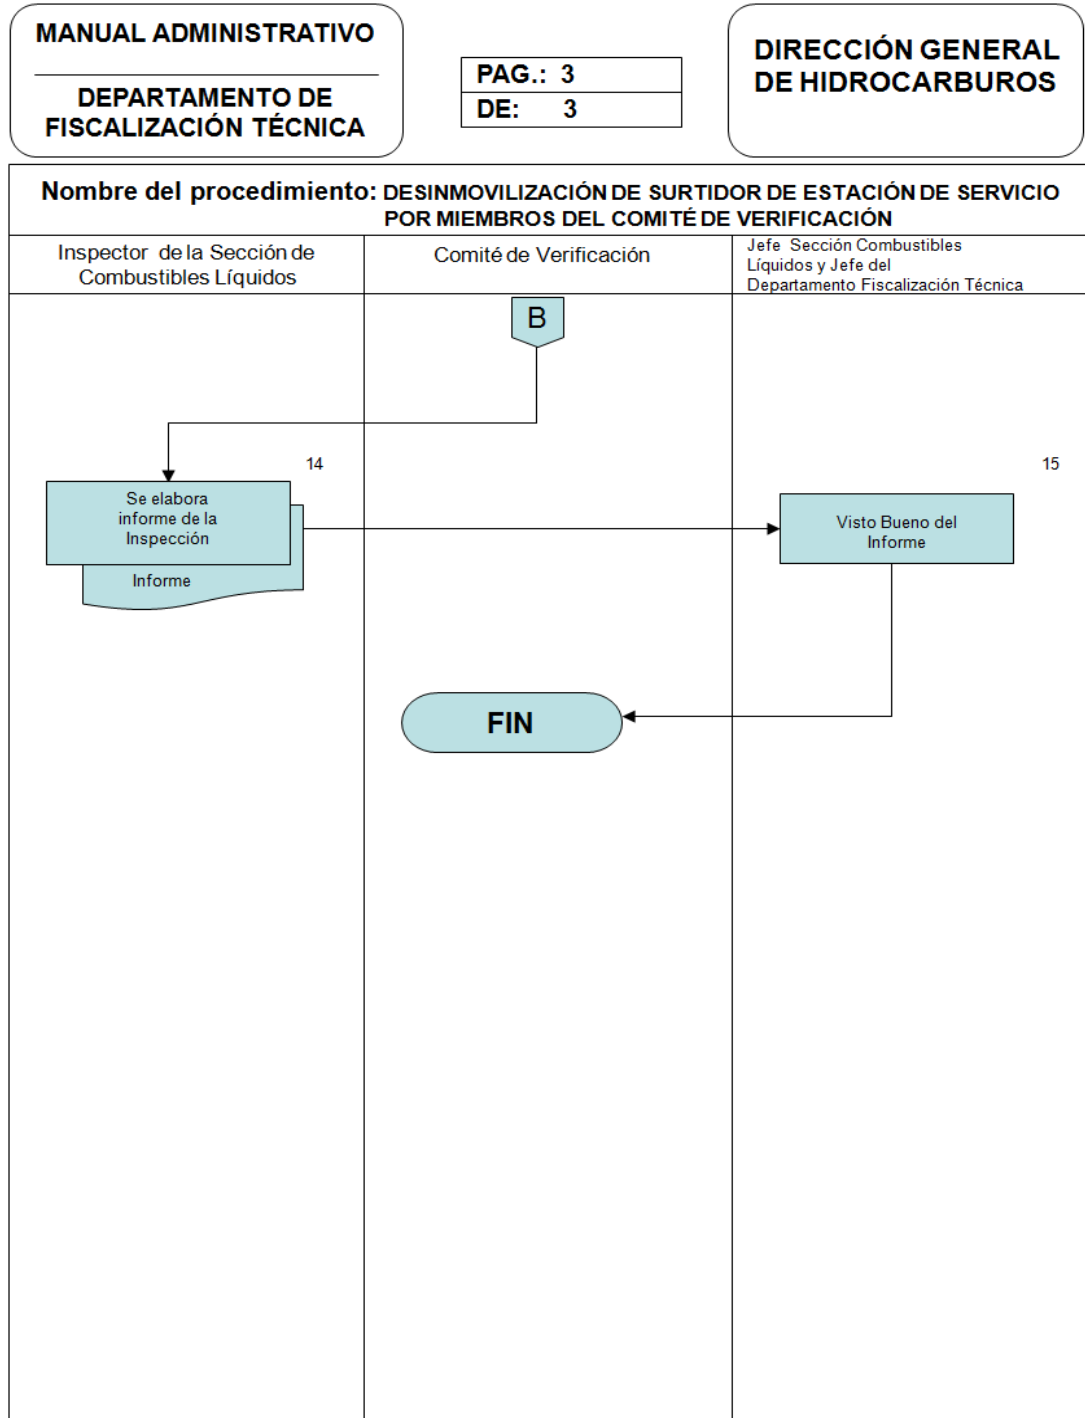 MANUAL ADMINISTRATIVO
DEPARTAMENTO DE
FISCALIZACIÓN TÉCNICA
PAG.: 3
DE: 3
DIRECCIÓN GENERAL
DE HIDROCARBUROS
Nombre del procedimiento: DESINMOVILIZACIÓN DE SURTIDOR DE ESTACIÓN DE SERVICIO
POR MIEMBROS DEL COMITÉ DE VERIFICACIÓN
Inspector de la Sección de
Combustibles Líquidos
Comité de Verificación
Jefe Sección Combustibles
Líquidos y Jefe del
Departamento Fiscalización Técnica
B
14
Se elabora
informe de la
Inspección
Informe
15
Visto Bueno del
Informe
FIN